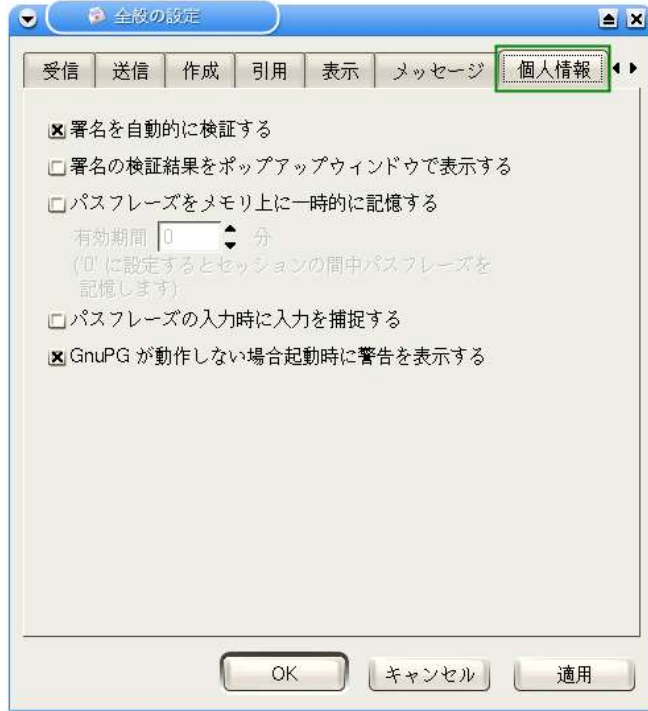 全般の設定
受信 送信 作成 引用 表示 メッセージ 個人情報
署名を自動的に検証する
署名の検証結果をポップアップウィンドウで表示する
パスフレーズをメモリ上に一時的に記憶する
有効期間 0 分
('0' に設定するとセッションの間中パスフレーズを
記憶します)
パスフレーズの入力時に入力を捕捉する
GnuPG が動作しない場合起動時に警告を表示する
OK キャンセル 適用